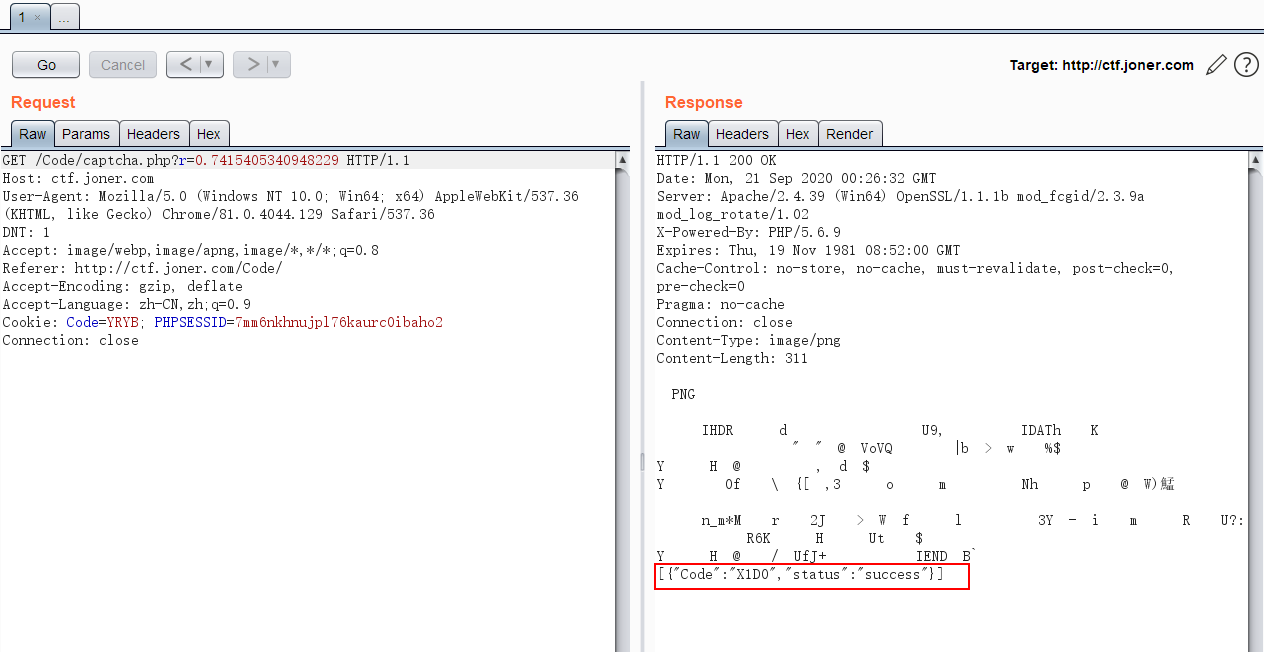 1 × ...
Go Cancel < ▼ > ▼ Target: http://ctf.joner.com ?
Request
Raw Params Headers Hex
GET /Code/captcha.php?r=0.7415405340948229 HTTP/1.1
Host: ctf.joner.com
User-Agent: Mozilla/5.0 (Windows NT 10.0; Win64; x64) AppleWebKit/537.36
(KHTML, like Gecko) Chrome/81.0.4044.129 Safari/537.36
DNT: 1
Accept: image/webp,image/apng,image/*,*/*;q=0.8
Referer: http://ctf.joner.com/Code/
Accept-Encoding: gzip, deflate
Accept-Language: zh-CN,zh;q=0.9
Cookie: Code=YRYB; PHPSESSID=7mm6nkhnujpl76kaurc0ibaho2
Connection: close
Response
Raw Headers Hex Render
HTTP/1.1 200 OK
Date: Mon, 21 Sep 2020 00:26:32 GMT
Server: Apache/2.4.39 (Win64) OpenSSL/1.1.1b mod_fcgid/2.3.9a
mod_log_rotate/1.02
X-Powered-By: PHP/5.6.9
Expires: Thu, 19 Nov 1981 08:52:00 GMT
Cache-Control: no-store, no-cache, must-revalidate, post-check=0,
pre-check=0
Pragma: no-cache
Connection: close
Content-Type: image/png
Content-Length: 311
PNG
IHDR d U9, IDATh K
" " @ VoVQ |b > w %$
Y H @ , d $
Y 0f \ {[ ,3 o m Nh p @ W)鯭
n_m*M r 2J > W f l 3Y - i m R U?:
R6K H Ut $
Y H @ / UfJ+ IEND B`
[{"Code":"X1D0","status":"success"}]